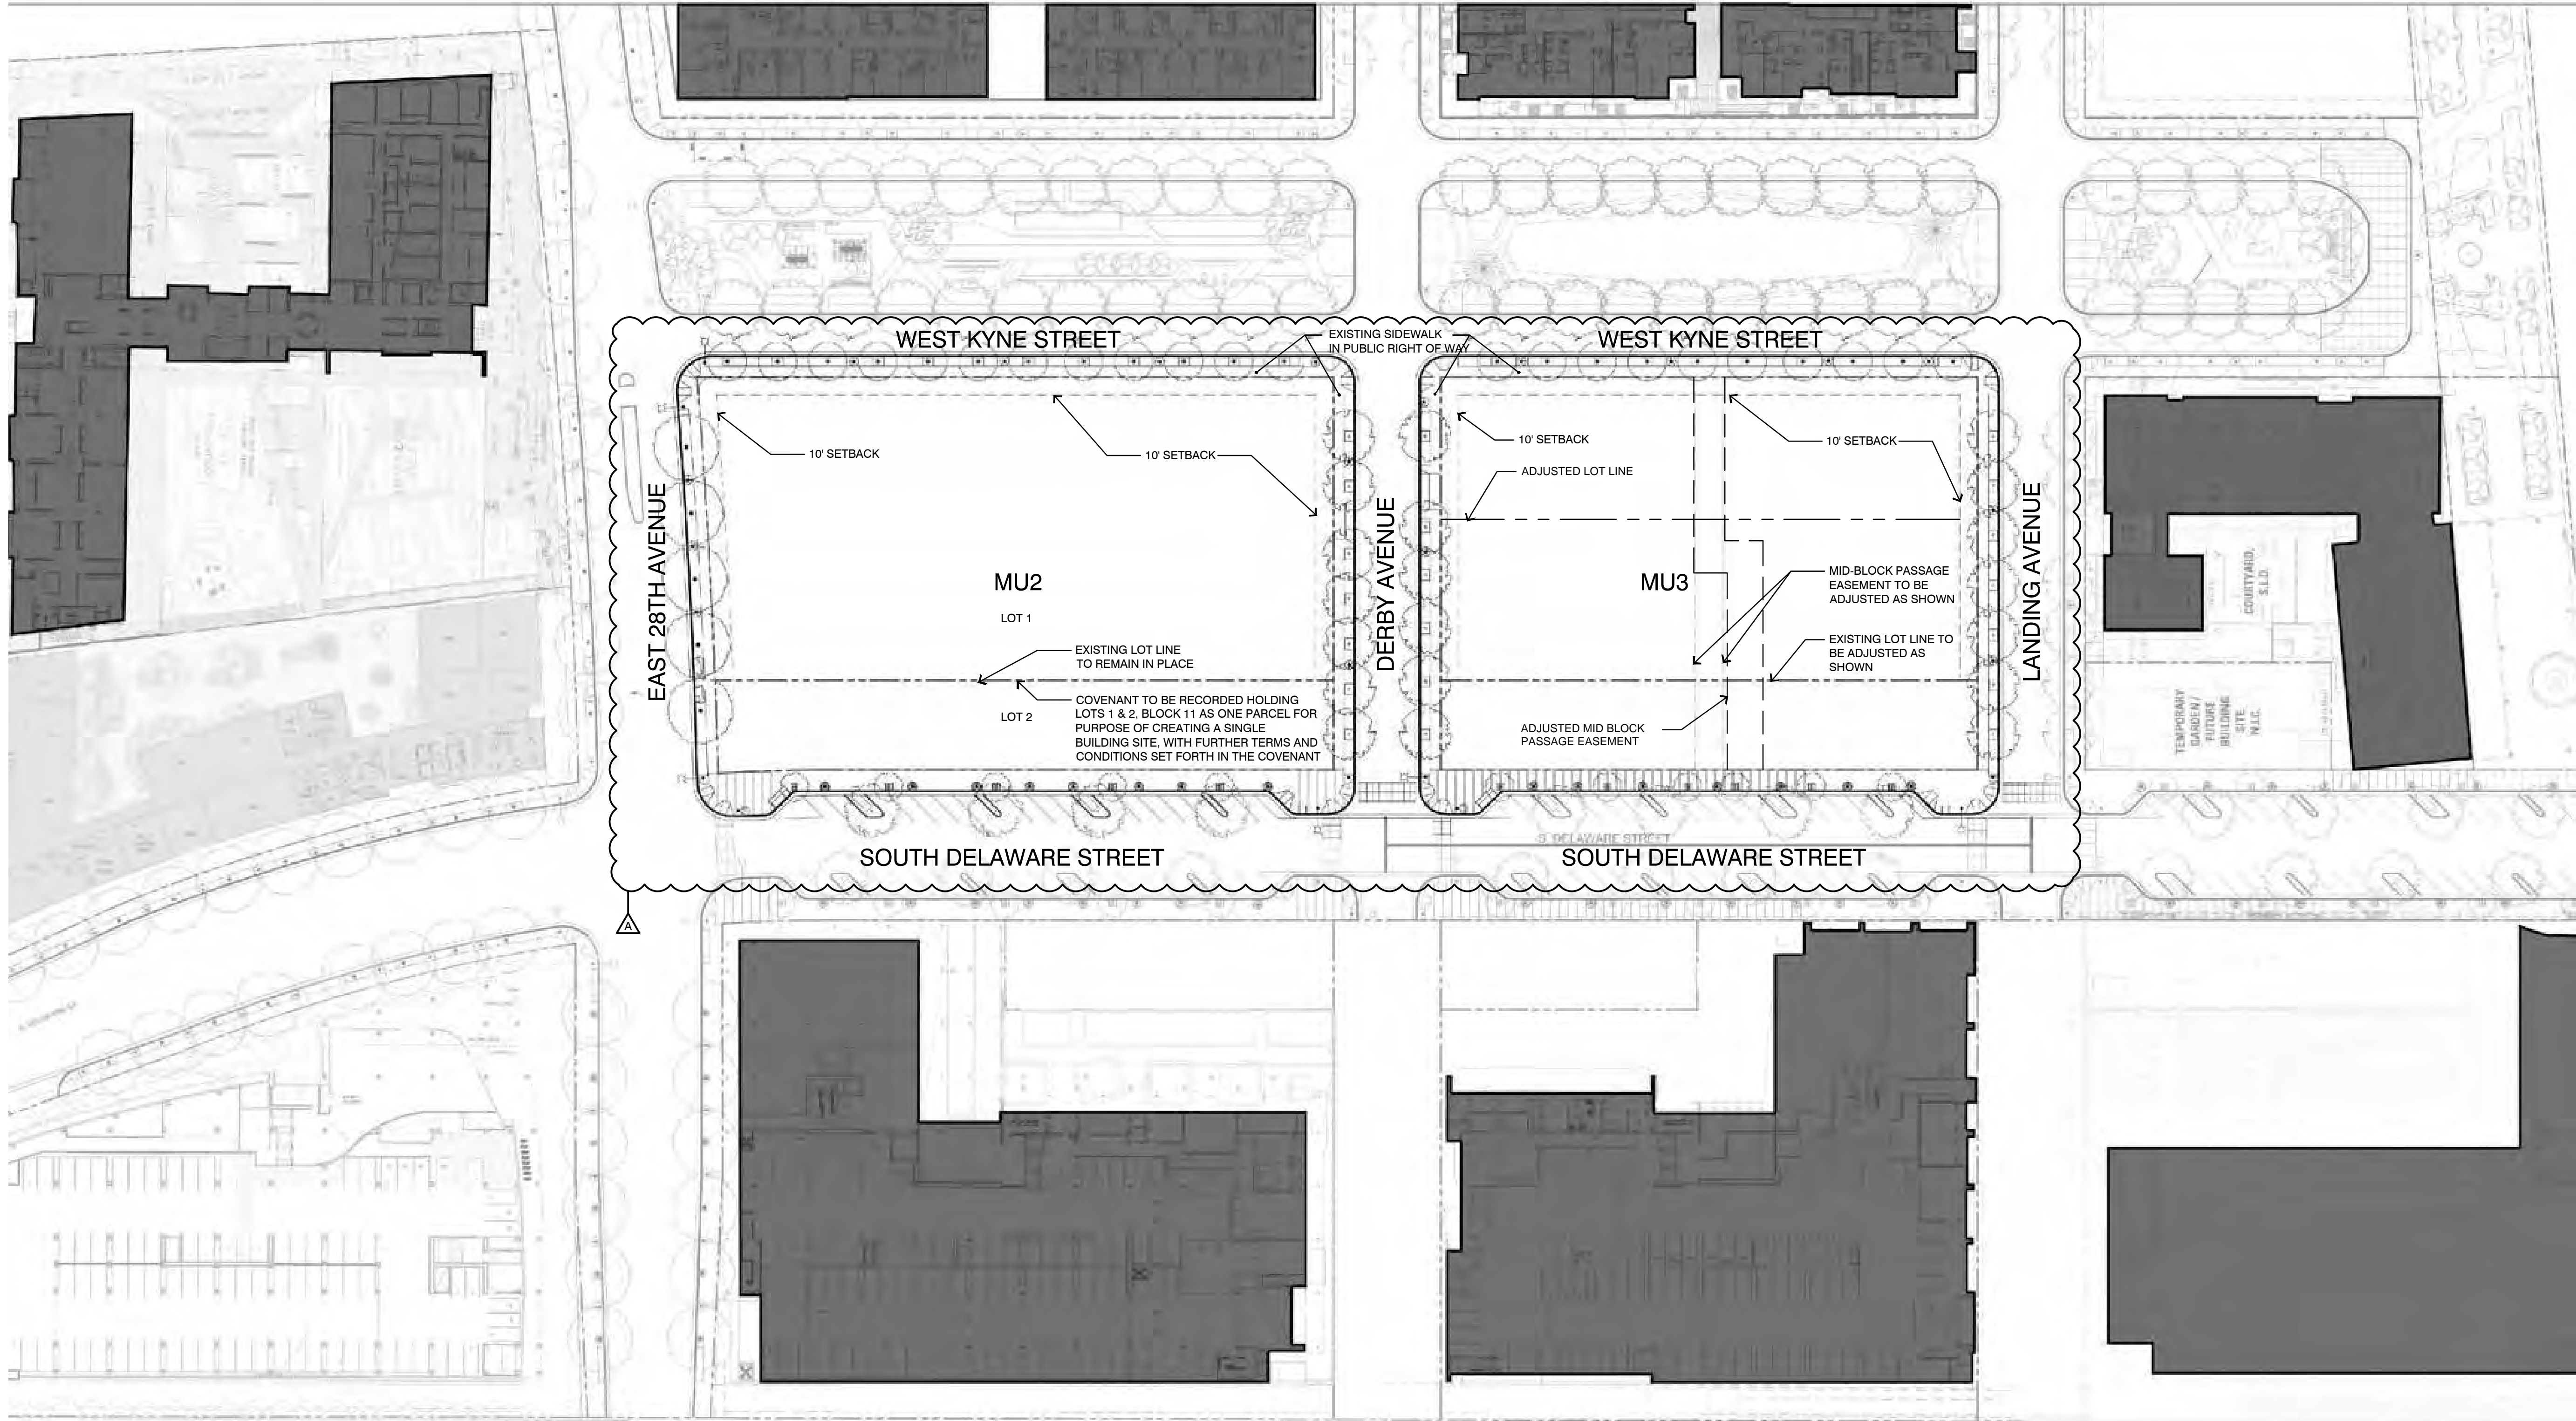 WEST KYNE STREET
WEST KYNE STREET
EXISTING SIDEWALK
IN PUBLIC RIGHT OF WAY
10' SETBACK
10' SETBACK
10' SETBACK
10' SETBACK
ADJUSTED LOT LINE
EAST 28TH AVENUE
DERBY AVENUE
LANDING AVENUE
MU2
LOT 1
MU3
MID-BLOCK PASSAGE
EASEMENT TO BE
ADJUSTED AS SHOWN
EXISTING LOT LINE
TO REMAIN IN PLACE
EXISTING LOT LINE TO
BE ADJUSTED AS
SHOWN
LOT 2
COVENANT TO BE RECORDED HOLDING
LOTS 1 & 2, BLOCK 11 AS ONE PARCEL FOR
PURPOSE OF CREATING A SINGLE
BUILDING SITE, WITH FURTHER TERMS AND
CONDITIONS SET FORTH IN THE COVENANT
ADJUSTED MID BLOCK
PASSAGE EASEMENT
COURTYARD,
S.L.D.
TEMPORARY
GARDEN /
FUTURE
BUILDING
SITE
N.I.C.
S. DELAWARE STREET
SOUTH DELAWARE STREET
SOUTH DELAWARE STREET
A